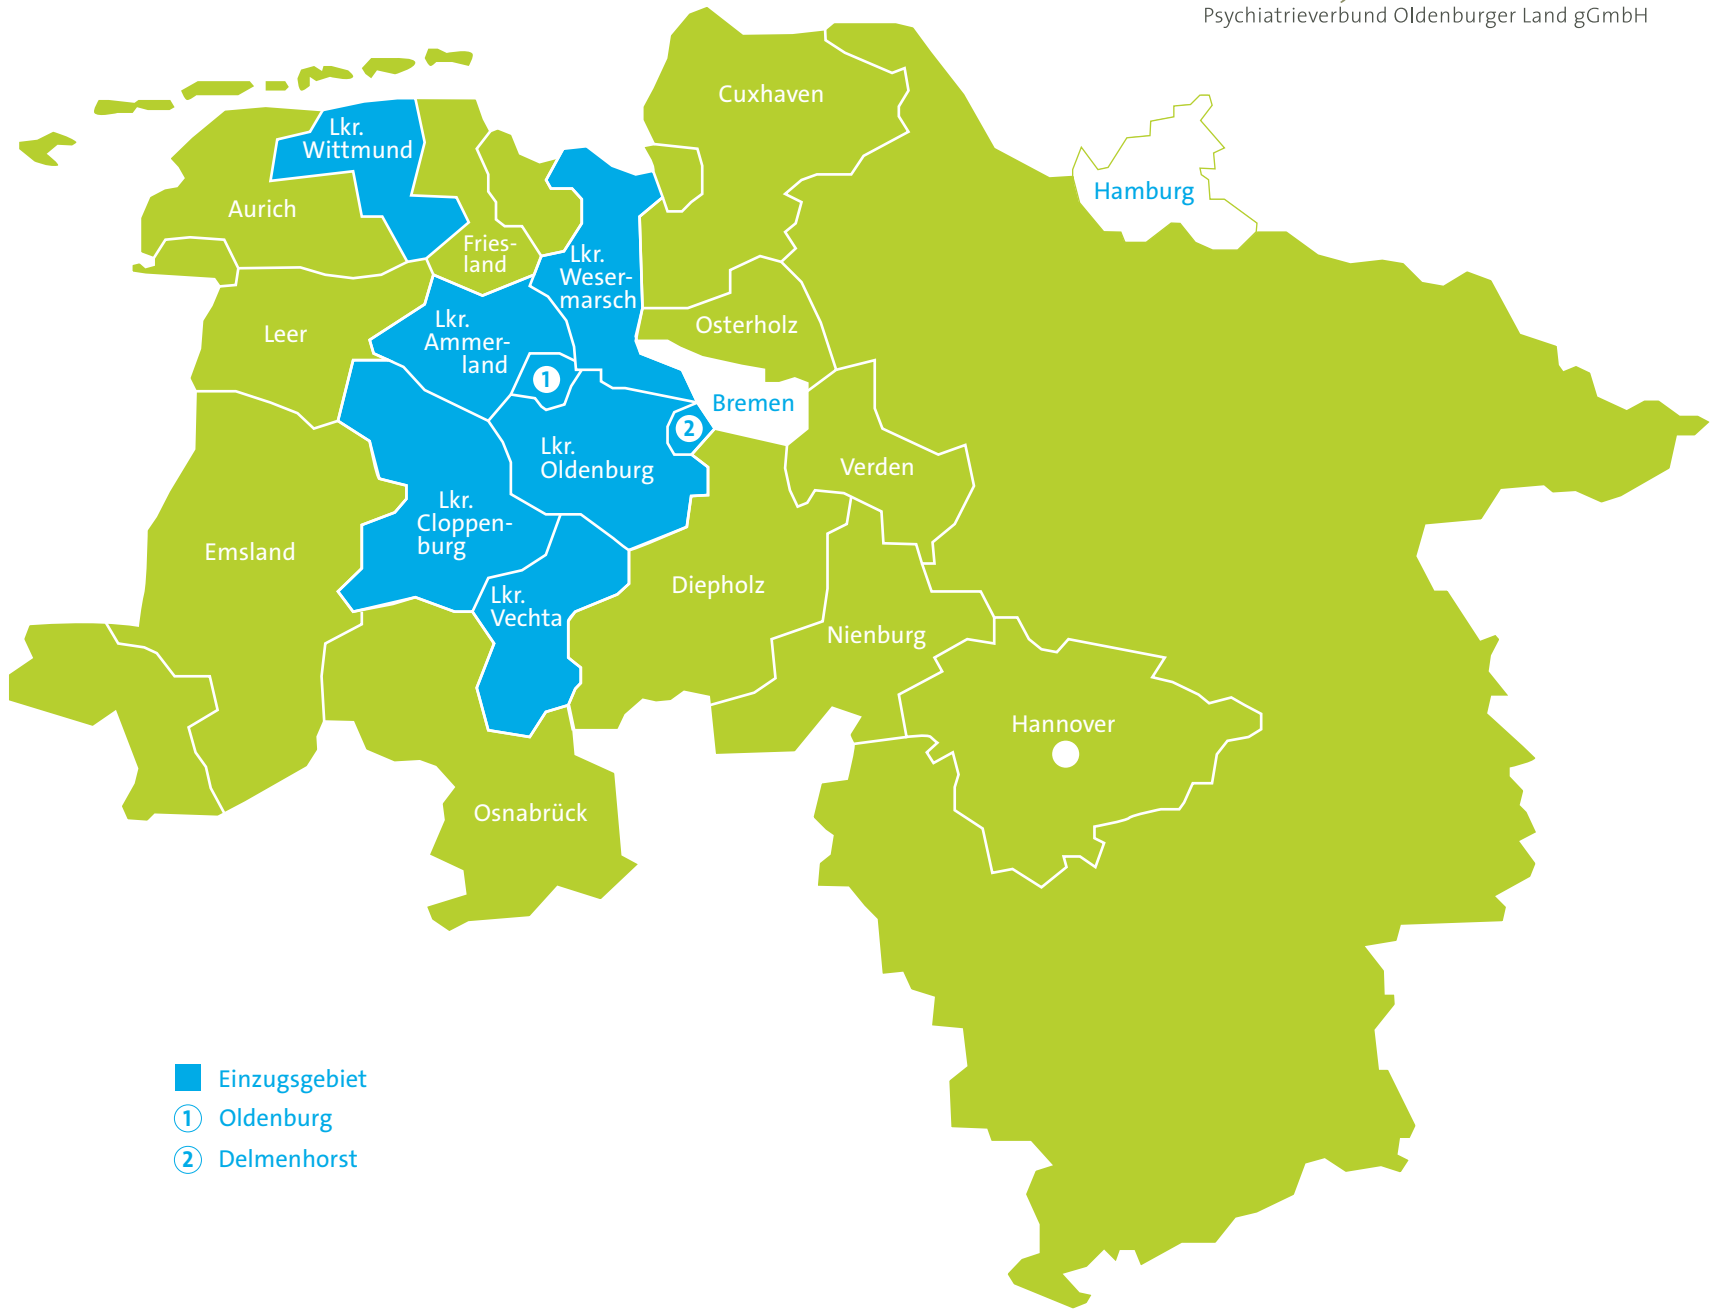 Psychiatrieverbund Oldenburger Land gGmbH
Cuxhaven
Lkr.
Wittmund
Hamburg
Aurich
Fries-
land
Lkr.
Weser-
marsch
Leer
Lkr.
Ammer-
land
Osterholz
1
Bremen
2
Lkr.
Oldenburg
Verden
Lkr.
Cloppen-
burg
Emsland
Diepholz
Lkr.
Vechta
Nienburg
Hannover
Osnabrück
Einzugsgebiet
1 Oldenburg
2 Delmenhorst